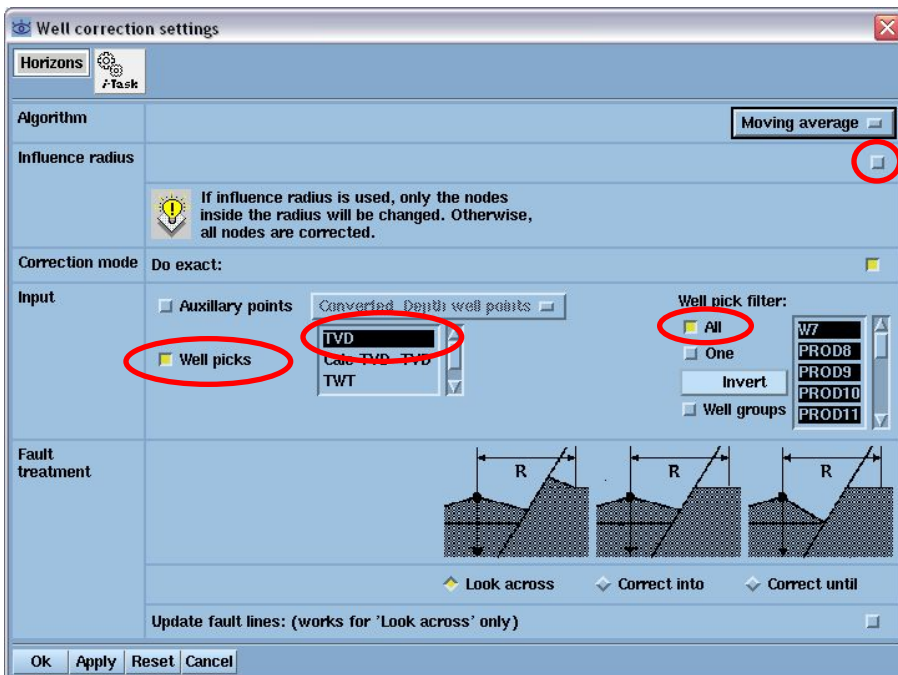 Well correction settings
Horizons
i-Task
Algorithm
Moving average
Influence radius
If influence radius is used, only the nodes
inside the radius will be changed. Otherwise,
all nodes are corrected.
Correction mode
Do exact:
Input
Auxillary points
Converted_Depth well points
Well picks
TVD
Calc TVD-TVD
TWT
Well pick filter:
All
One
Invert
Well groups
W7
PROD8
PROD9
PROD10
PROD11
Fault
treatment
R
R
R
Look across
Correct into
Correct until
Update fault lines: (works for 'Look across' only)
Ok
Apply
Reset
Cancel